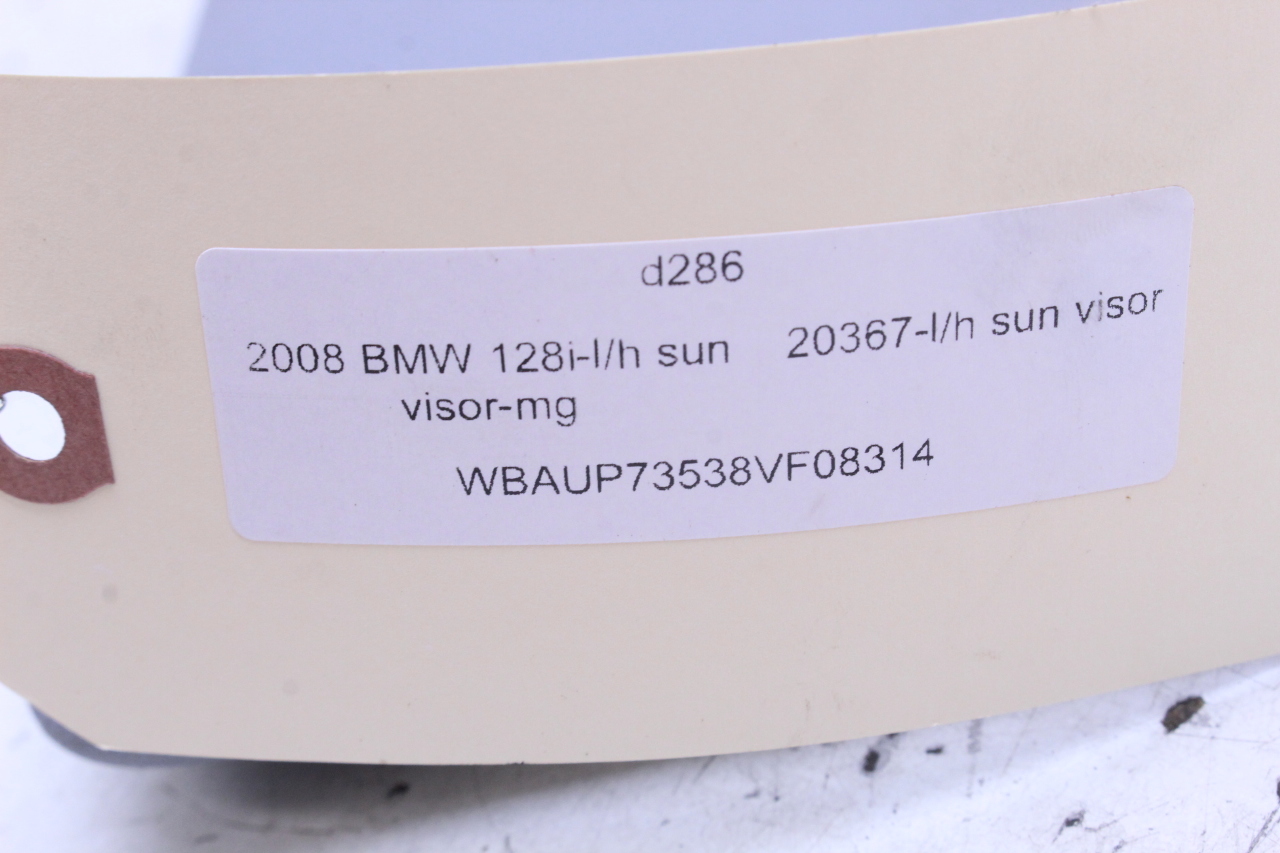 d286
2008 BMW 128i-l/h sun 20367-l/h sun visor
visor-mg
WBAUP73538VF08314